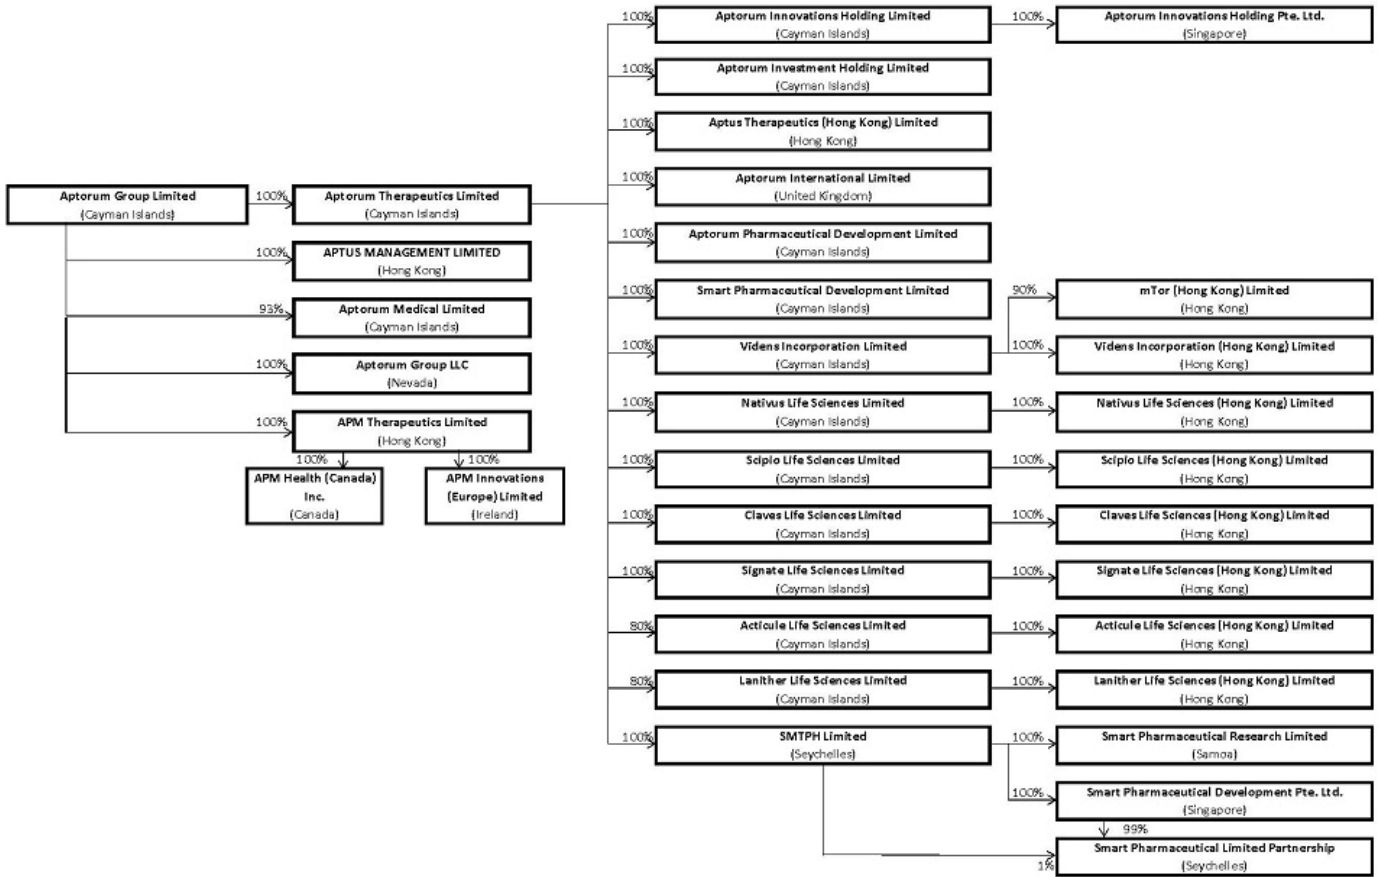 Aptorum Group Limited
(Cayman Islands)
100%
Aptorum Therapeutics Limited
(Cayman Islands)
100%
APTUS MANAGEMENT LIMITED
(Hong Kong)
93%
Aptorum Medical Limited
(Cayman Islands)
100%
Aptorum Group LLC
(Nevada)
100%
APM Therapeutics Limited
(Hong Kong)
100%
APM Health (Canada)
Inc.
(Canada)
100%
APM Innovations
(Europe) Limited
(Ireland)
100%
Aptorum Innovations Holding Limited
(Cayman Islands)
100%
Aptorum Innovations Holding Pte. Ltd.
(Singapore)
100%
Aptorum Investment Holding Limited
(Cayman Islands)
100%
Aptus Therapeutics (Hong Kong) Limited
(Hong Kong)
100%
Aptorum International Limited
(United Kingdom)
100%
Aptorum Pharmaceutical Development Limited
(Cayman Islands)
100%
Smart Pharmaceutical Development Limited
(Cayman Islands)
90%
mTor (Hong Kong) Limited
(Hong Kong)
100%
Videns Incorporation Limited
(Cayman Islands)
100%
Videns Incorporation (Hong Kong) Limited
(Hong Kong)
100%
Nativus Life Sciences Limited
(Cayman Islands)
100%
Nativus Life Sciences (Hong Kong) Limited
(Hong Kong)
100%
Scipio Life Sciences Limited
(Cayman Islands)
100%
Scipio Life Sciences (Hong Kong) Limited
(Hong Kong)
100%
Claves Life Sciences Limited
(Cayman Islands)
100%
Claves Life Sciences (Hong Kong) Limited
(Hong Kong)
100%
Signate Life Sciences Limited
(Cayman Islands)
100%
Signate Life Sciences (Hong Kong) Limited
(Hong Kong)
80%
Acticule Life Sciences Limited
(Cayman Islands)
100%
Acticule Life Sciences (Hong Kong) Limited
(Hong Kong)
80%
Lanither Life Sciences Limited
(Cayman Islands)
100%
Lanither Life Sciences (Hong Kong) Limited
(Hong Kong)
100%
SMTPH Limited
(Seychelles)
100%
Smart Pharmaceutical Research Limited
(Samoa)
100%
Smart Pharmaceutical Development Pte. Ltd.
(Singapore)
99%
1%
Smart Pharmaceutical Limited Partnership
(Seychelles)